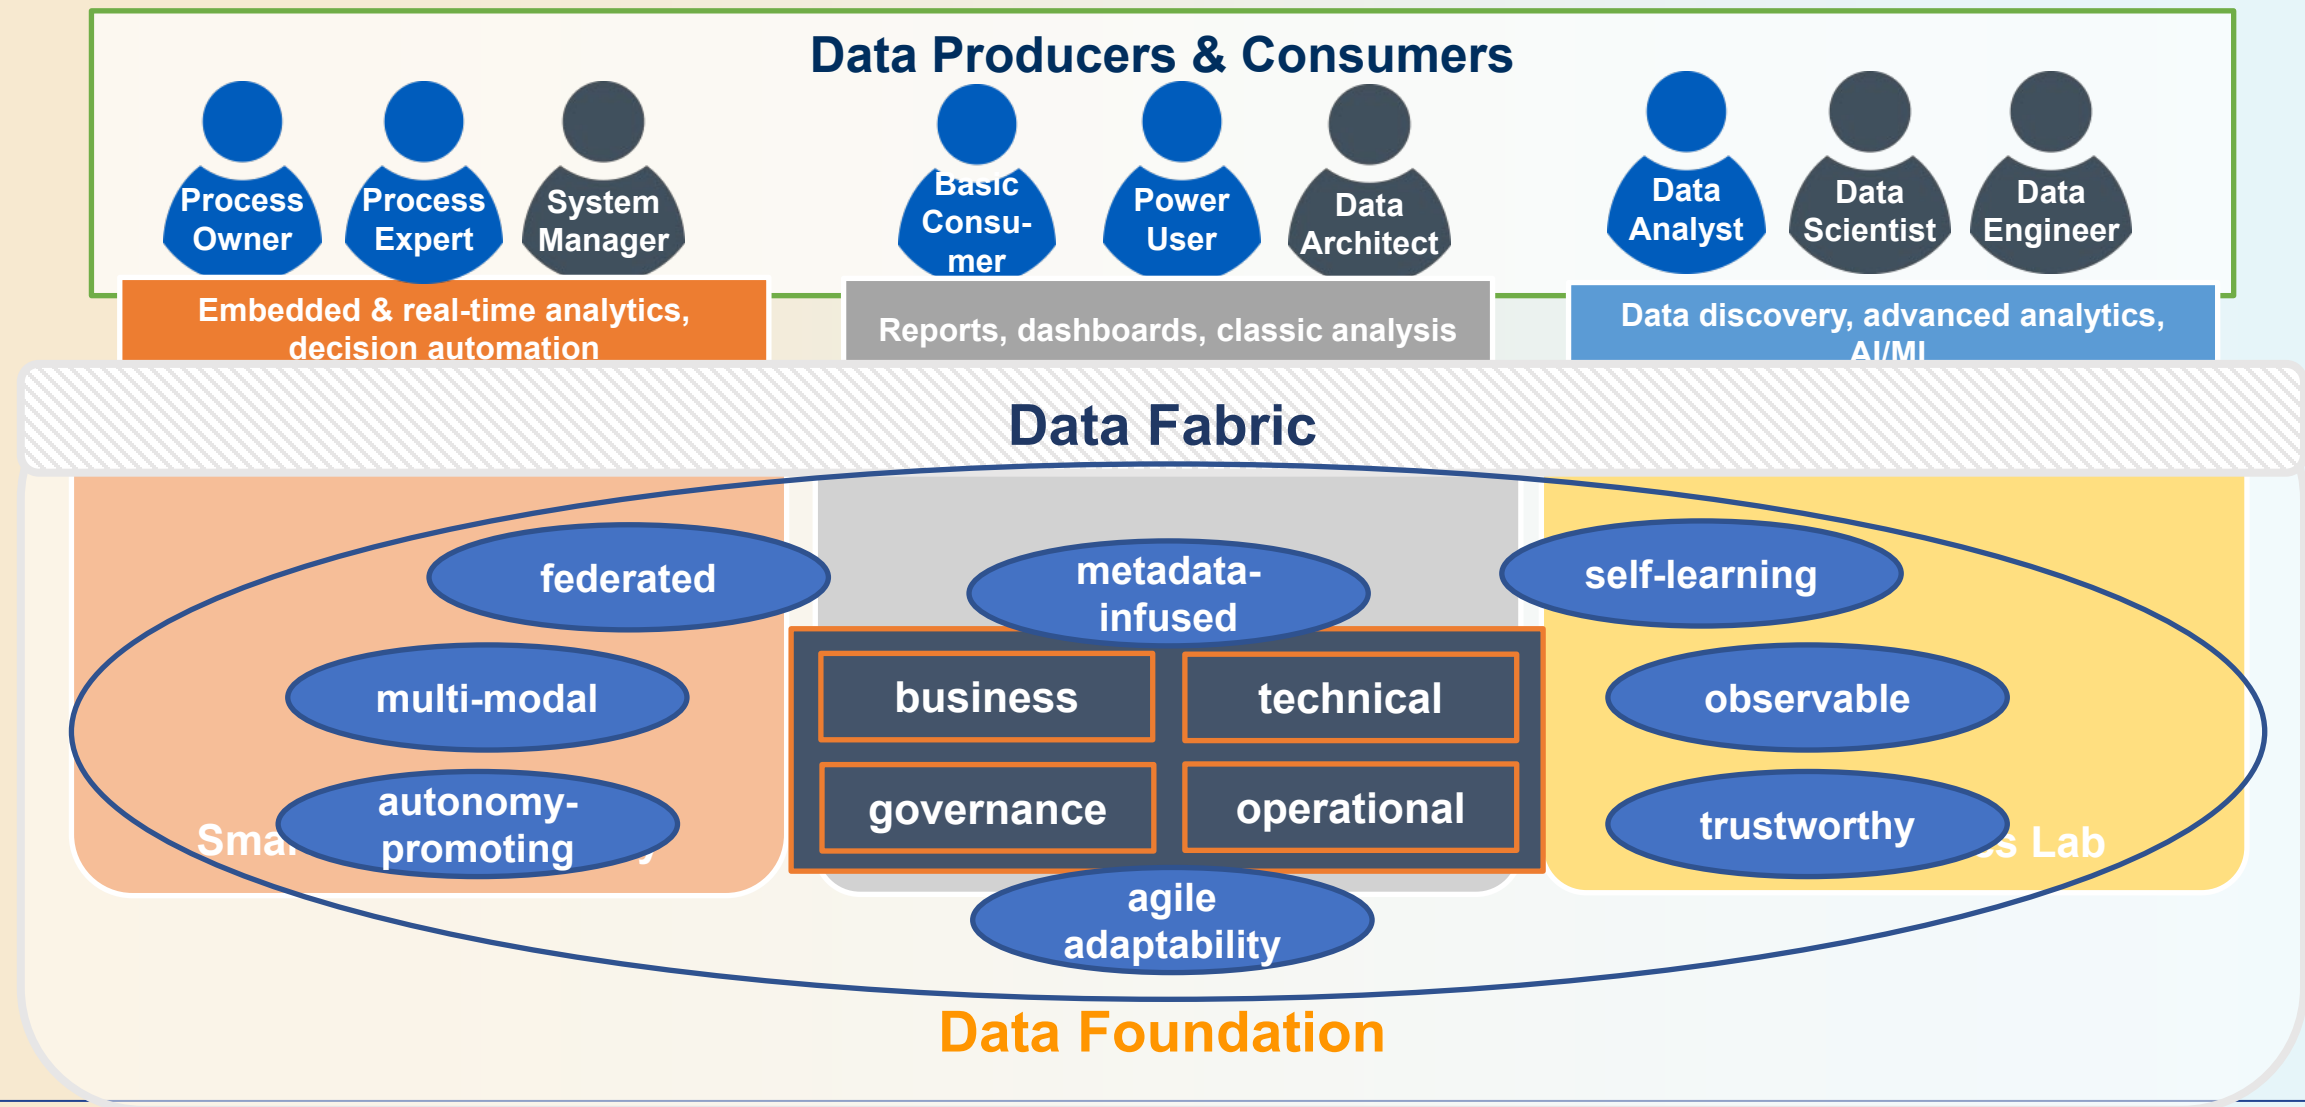 Data Producers & Consumers
Process
Owner
Process
Expert
System
Manager
Basic
Consu-
mer
Power
User
Data
Architect
Data
Analyst
Data
Scientist
Data
Engineer
Embedded & real-time analytics,
decision automation
Reports, dashboards, classic analysis
Data discovery, advanced analytics,
Data Fabric
federated
metadata-
infused
self-learning
multi-modal
business
technical
observable
autonomy-
promoting
governance
operational
trustworthy
Lab
agile
adaptability
Data Foundation